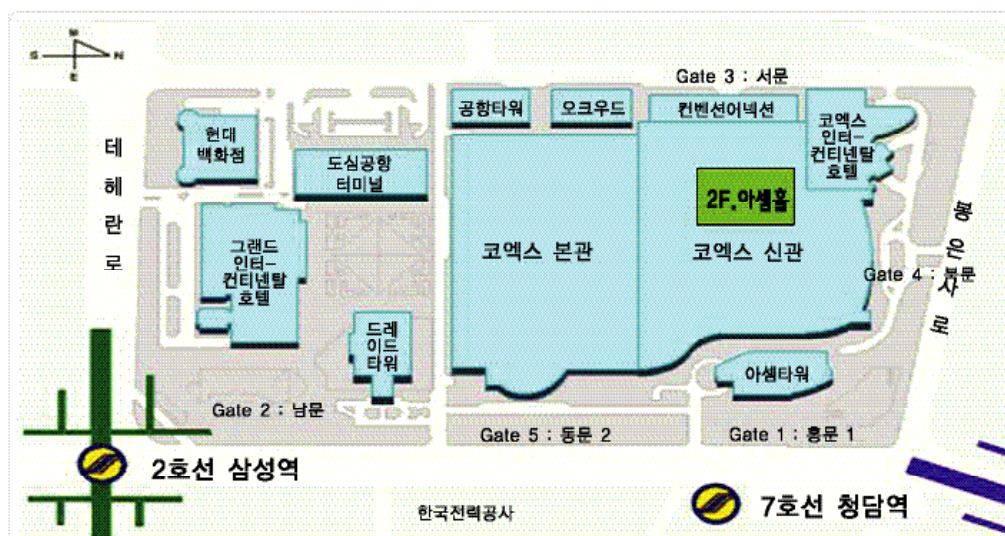 W
S
N
E
Gate 3 : 서문
공항타워
오크우드
컨벤션어넥션
코엑스
인터-
컨티넨탈
호텔
현대
백화점
도심공항
터미널
테
헤
란
로
2F.아셈홀
봉
은
사
로
그랜드
인터-
컨티넨탈
호텔
코엑스 본관
코엑스 신관
Gate 4 : 북문
드레
이드
타워
아셈타워
Gate 2 : 남문
Gate 5 : 동문 2
Gate 1 : 홍문 1
2호선 삼성역
한국전력공사
7호선 청담역